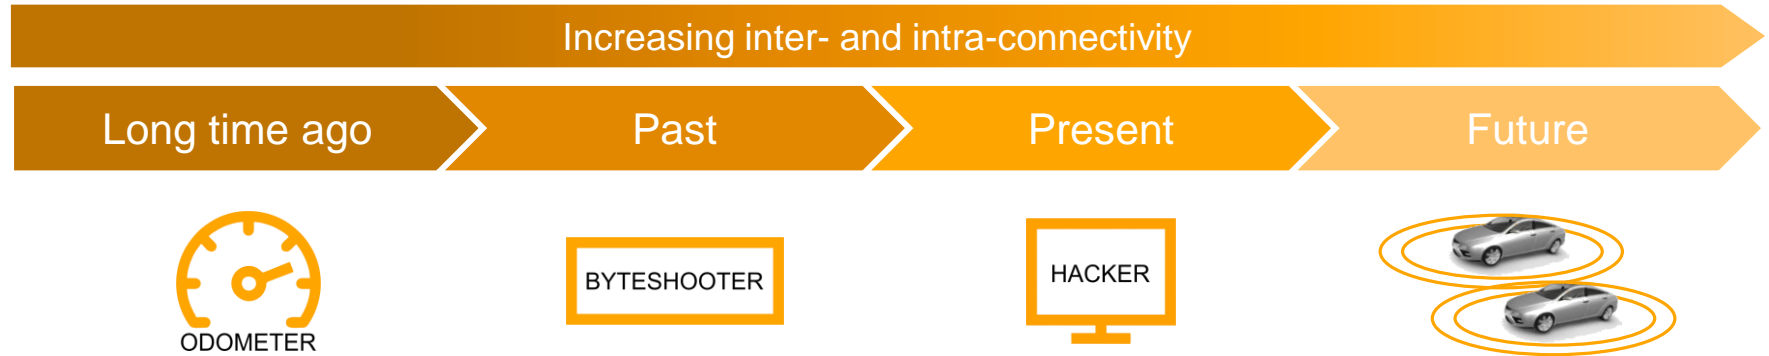 Increasing inter- and intra-connectivity
Long time ago
Past
Present
Future
ODOMETER
BYTESHOOTER
HACKER